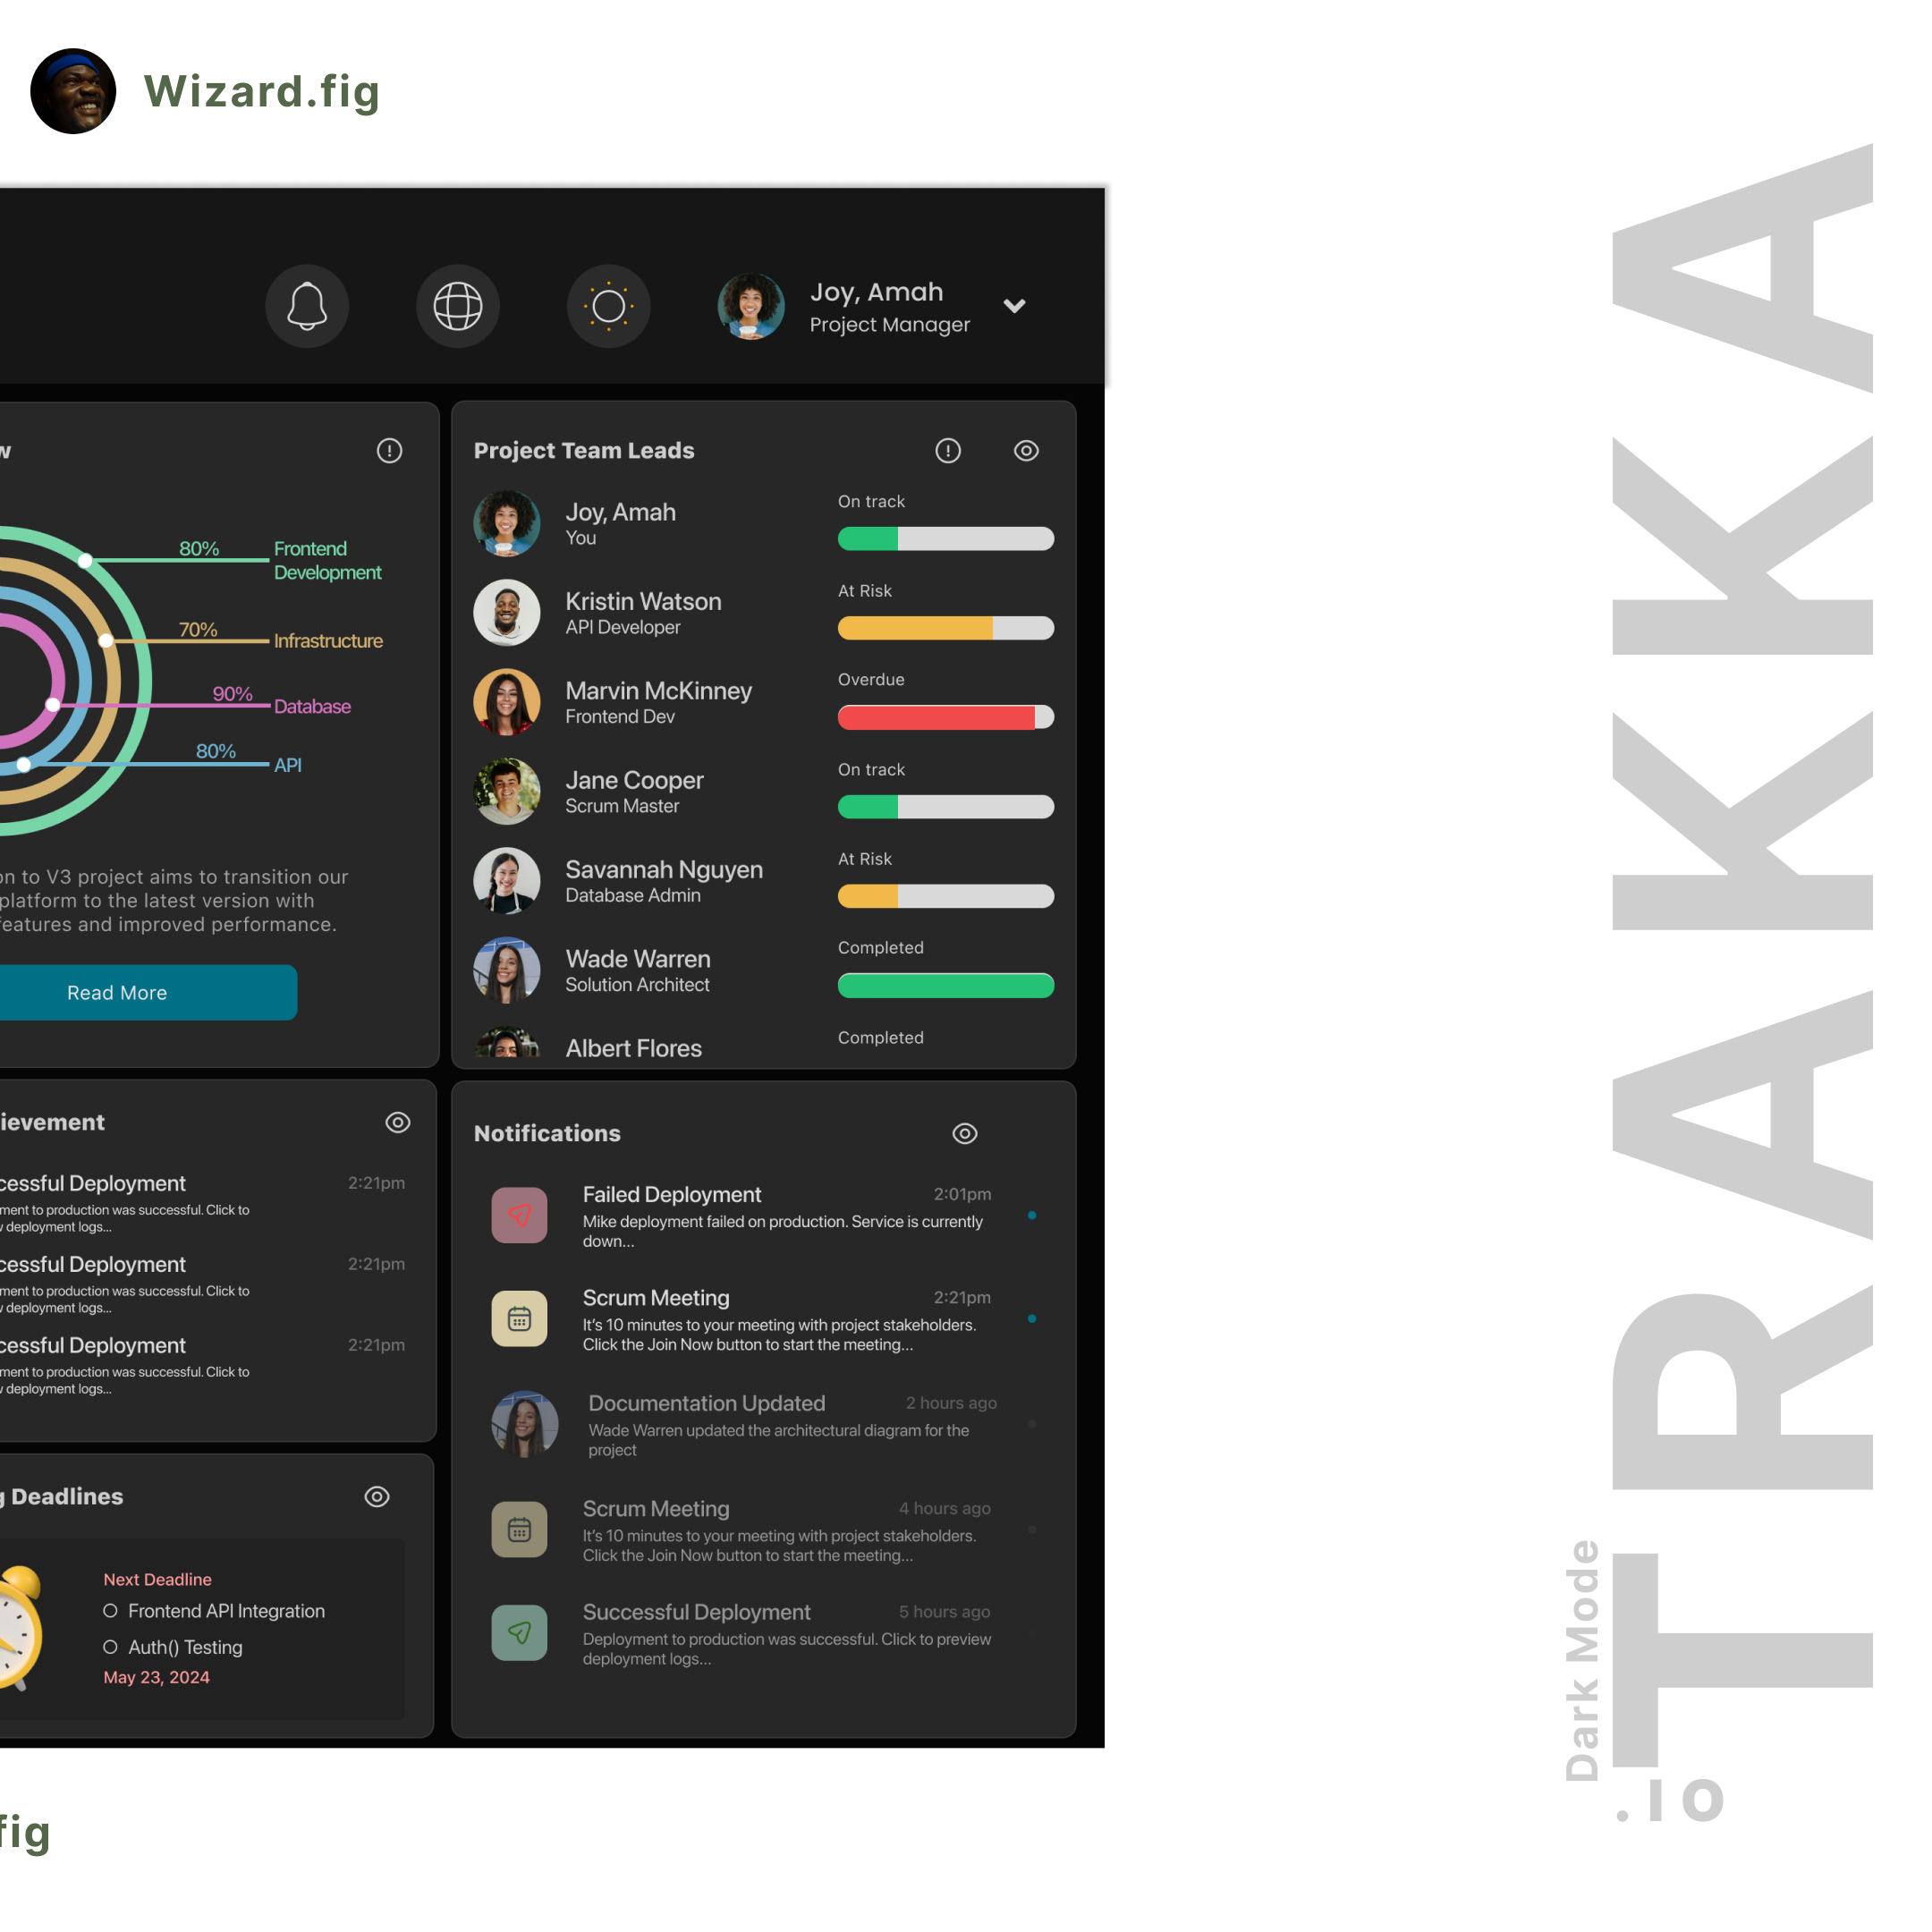 Wizard.fig
Joy, Amah
Project Manager
w
80%
Frontend
Development
70%
Infrastructure
90%
Database
80%
API
on to V3 project aims to transition our
platform to the latest version with
features and improved performance.
Read More
Project Team Leads
Joy, Amah
You
On track
Kristin Watson
API Developer
At Risk
Marvin McKinney
Frontend Dev
Overdue
Jane Cooper
Scrum Master
On track
Savannah Nguyen
Database Admin
At Risk
Wade Warren
Solution Architect
Completed
Albert Flores
Completed
ievement
cessful Deployment
2:21pm
ment to production was successful. Click to
w deployment logs...
cessful Deployment
2:21pm
ment to production was successful. Click to
w deployment logs...
cessful Deployment
2:21pm
ment to production was successful. Click to
w deployment logs...
g Deadlines
Next Deadline
Frontend API Integration
Auth() Testing
May 23, 2024
Notifications
Failed Deployment
2:01pm
Mike deployment failed on production. Service is currently
down...
Scrum Meeting
2:21pm
It's 10 minutes to your meeting with project stakeholders.
Click the Join Now button to start the meeting...
Documentation Updated
2 hours ago
Wade Warren updated the architectural diagram for the
project
Scrum Meeting
4 hours ago
It's 10 minutes to your meeting with project stakeholders.
Click the Join Now button to start the meeting...
Successful Deployment
5 hours ago
Deployment to production was successful. Click to preview
deployment logs...
Dark Mode
TRAKKA
.IO
fig